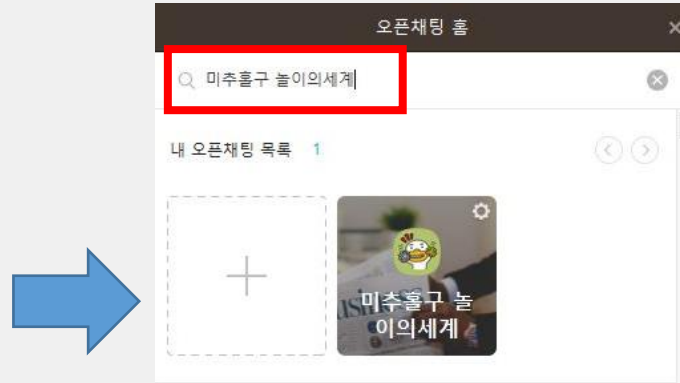 오픈채팅 홈
미추홀구 놀이의세계
내 오픈채팅 목록 1
미추홀구 놀
이의세계